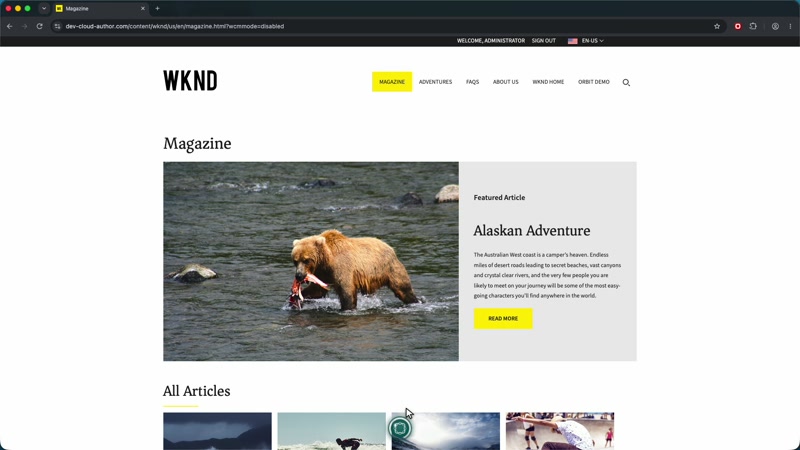 Magazine
dev-cloud-author.com/content/wknd/us/en/magazine.html?wcmmode=disabled
WELCOME, ADMINISTRATOR SIGN OUT EN-US
WKND
MAGAZINE ADVENTURES FAQS ABOUT US WKND HOME ORBIT DEMO
Magazine
Featured Article
Alaskan Adventure
The Australian West coast is a camper's heaven. Endless
miles of desert roads leading to secret beaches, vast canyons
and crystal clear rivers, and the very few people you are
likely to meet on your journey will be some of the most easy-
going characters you'll find anywhere in the world.
READ MORE
All Articles